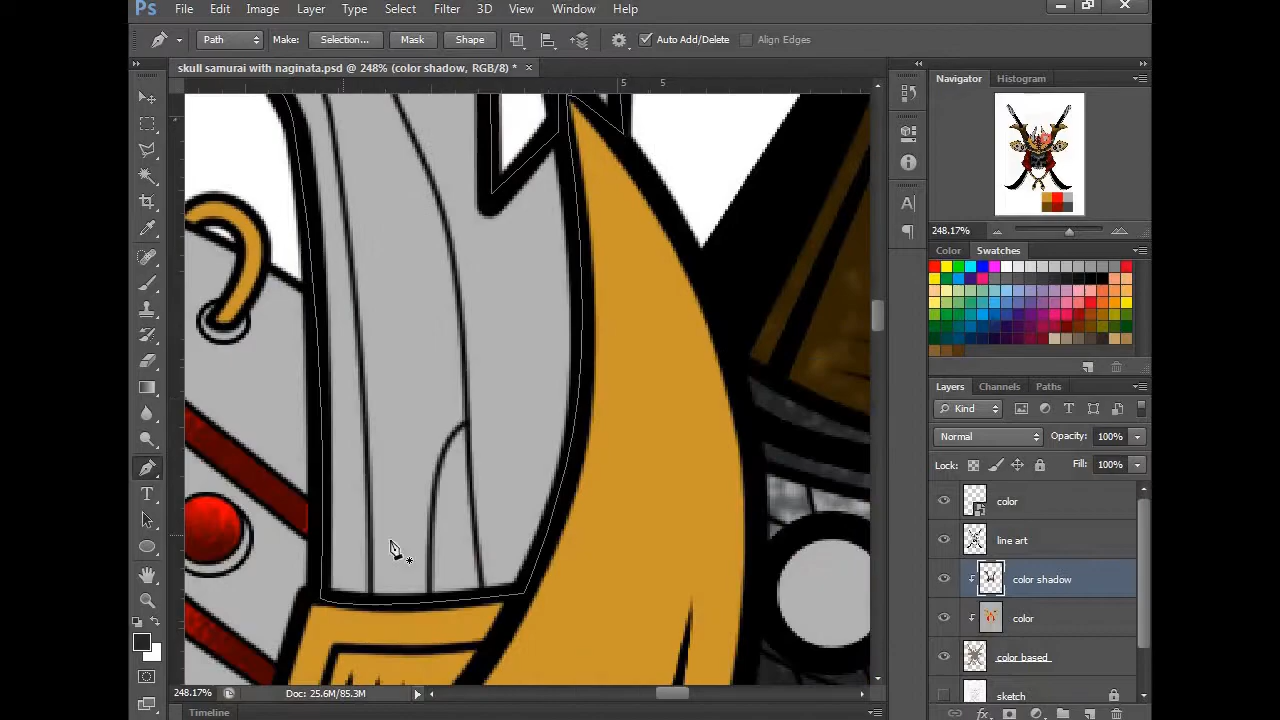 Ps File Edit Image Layer Type Select Filter 3D View Window Help
Path Make: Selection... Mask Shape Auto Add/Delete Align Edges
skull samurai with naginata.psd @ 248% (color shadow, RGB/8) * ×
5 5
Navigator Histogram
248.17%
Color Swatches
Layers Channels Paths
Kind
Normal Opacity: 100%
Lock: Fill: 100%
color
line art
color shadow
color
color based
sketch
248.17% Doc: 25.6M/85.3M
fx
Timeline